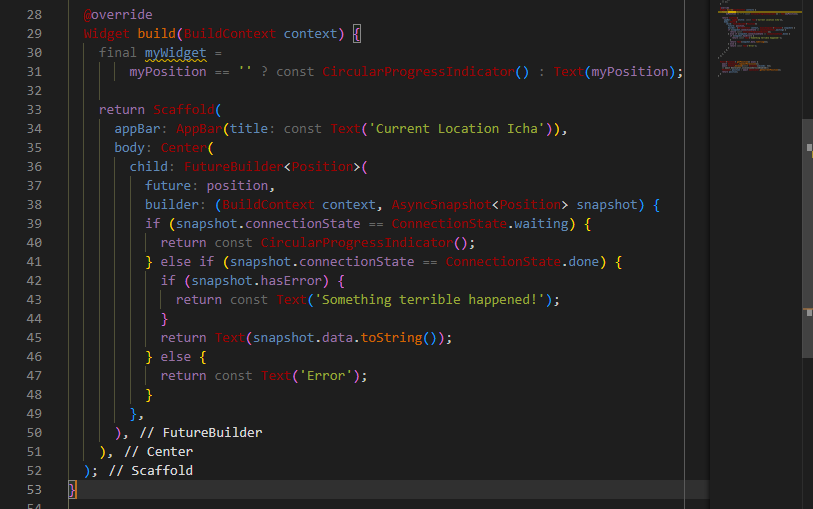 28 @override
29 Widget build(BuildContext context) {
30 final myWidget =
31 myPosition == '' ? const CircularProgressIndicator() : Text(myPosition);
32
33 return Scaffold(
34 appBar: AppBar(title: const Text('Current Location Icha')),
35 body: Center(
36 child: FutureBuilder<Position>(
37 future: position,
38 builder: (BuildContext context, AsyncSnapshot<Position> snapshot) {
39 if (snapshot.connectionState == ConnectionState.waiting) {
40 return const CircularProgressIndicator();
41 } else if (snapshot.connectionState == ConnectionState.done) {
42 if (snapshot.hasError) {
43 return const Text('Something terrible happened!');
44 }
45 return Text(snapshot.data.toString());
46 } else {
47 return const Text('Error');
48 }
49 },
50 ), // FutureBuilder
51 ), // Center
52 ); // Scaffold
53 }
54